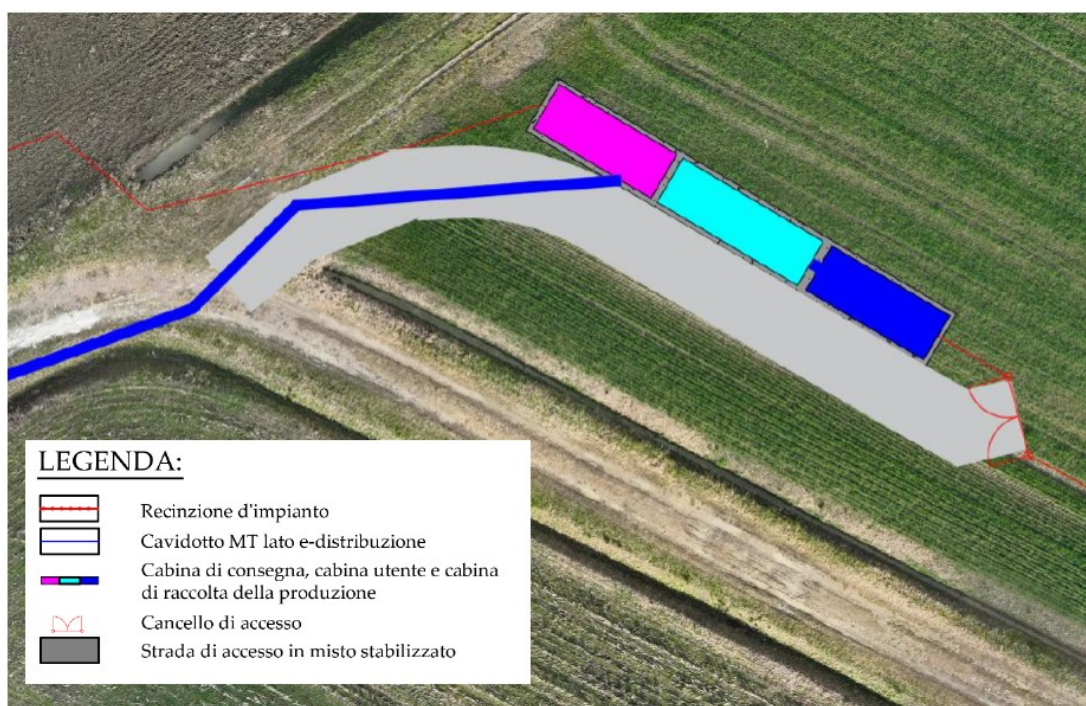 LEGENDA:
Recinzione d'impianto
Cavidotto MT lato e-distribuzione
Cabina di consegna, cabina utente e cabina
di raccolta della produzione
Cancello di accesso
Strada di accesso in misto stabilizzato